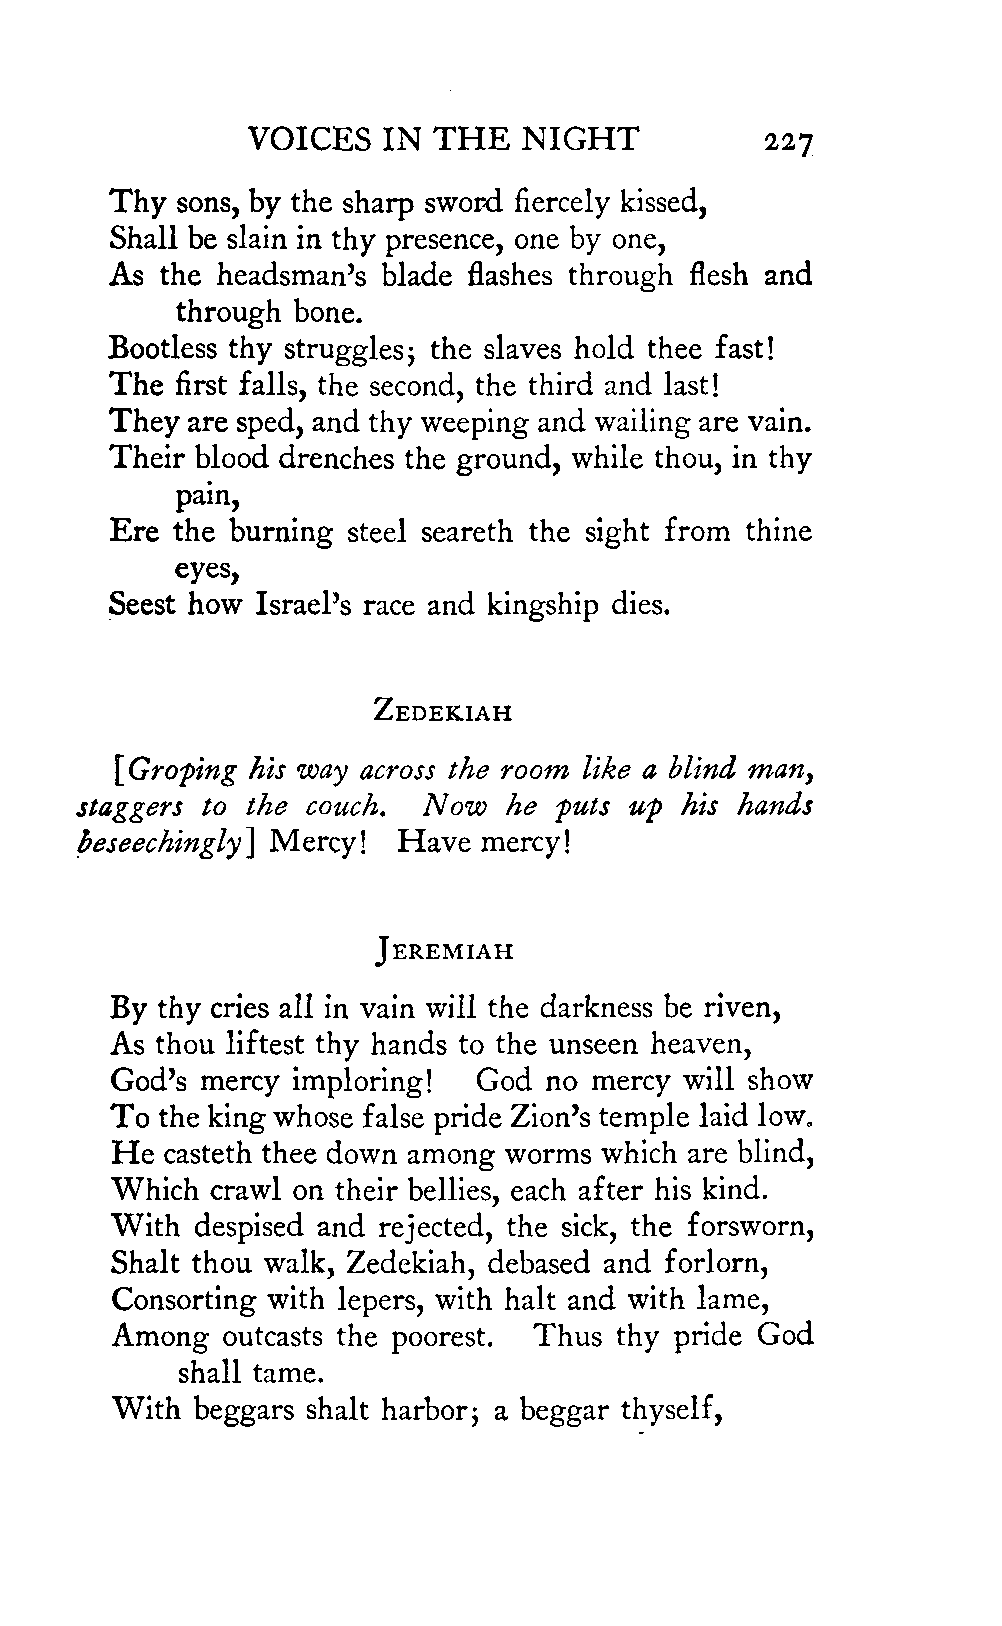 VOICES IN THE NIGHT 227
Thy sons, by the sharp sword fiercely kissed,
Shall be slain in thy presence, one by one,
As the headsman's blade flashes through flesh and
through bone.
Bootless thy struggles; the slaves hold thee fast!
The first falls, the second, the third and last!
They are sped, and thy weeping and wailing are vain.
Their blood drenches the ground, while thou, in thy
pain,
Ere the burning steel seareth the sight from thine
eyes,
Seest how Israel's race and kingship dies.
ZEDEKIAH
[Groping his way across the room like a blind man,
staggers to the couch. Now he puts up his hands
beseechingly] Mercy! Have mercy!
JEREMIAH
By thy cries all in vain will the darkness be riven,
As thou liftest thy hands to the unseen heaven,
God's mercy imploring! God no mercy will show
To the king whose false pride Zion's temple laid low.
He casteth thee down among worms which are blind,
Which crawl on their bellies, each after his kind.
With despised and rejected, the sick, the forsworn,
Shalt thou walk, Zedekiah, debased and forlorn,
Consorting with lepers, with halt and with lame,
Among outcasts the poorest. Thus thy pride God
shall tame.
With beggars shalt harbor; a beggar thyself,